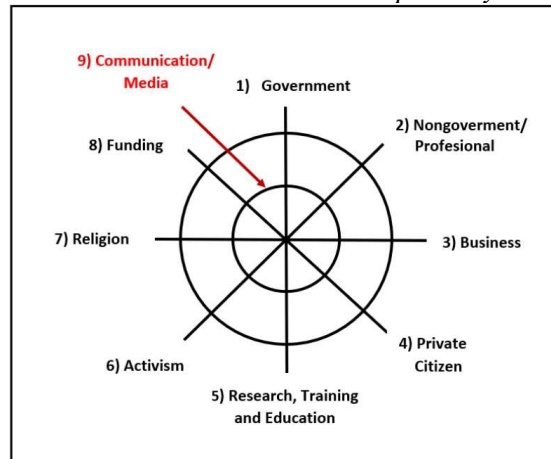 9) Communication/
Media
1) Government
2) Nongoverment/
Profesional
8) Funding
7) Religion
3) Business
4) Private
Citizen
6) Activism
5) Research, Training
and Education